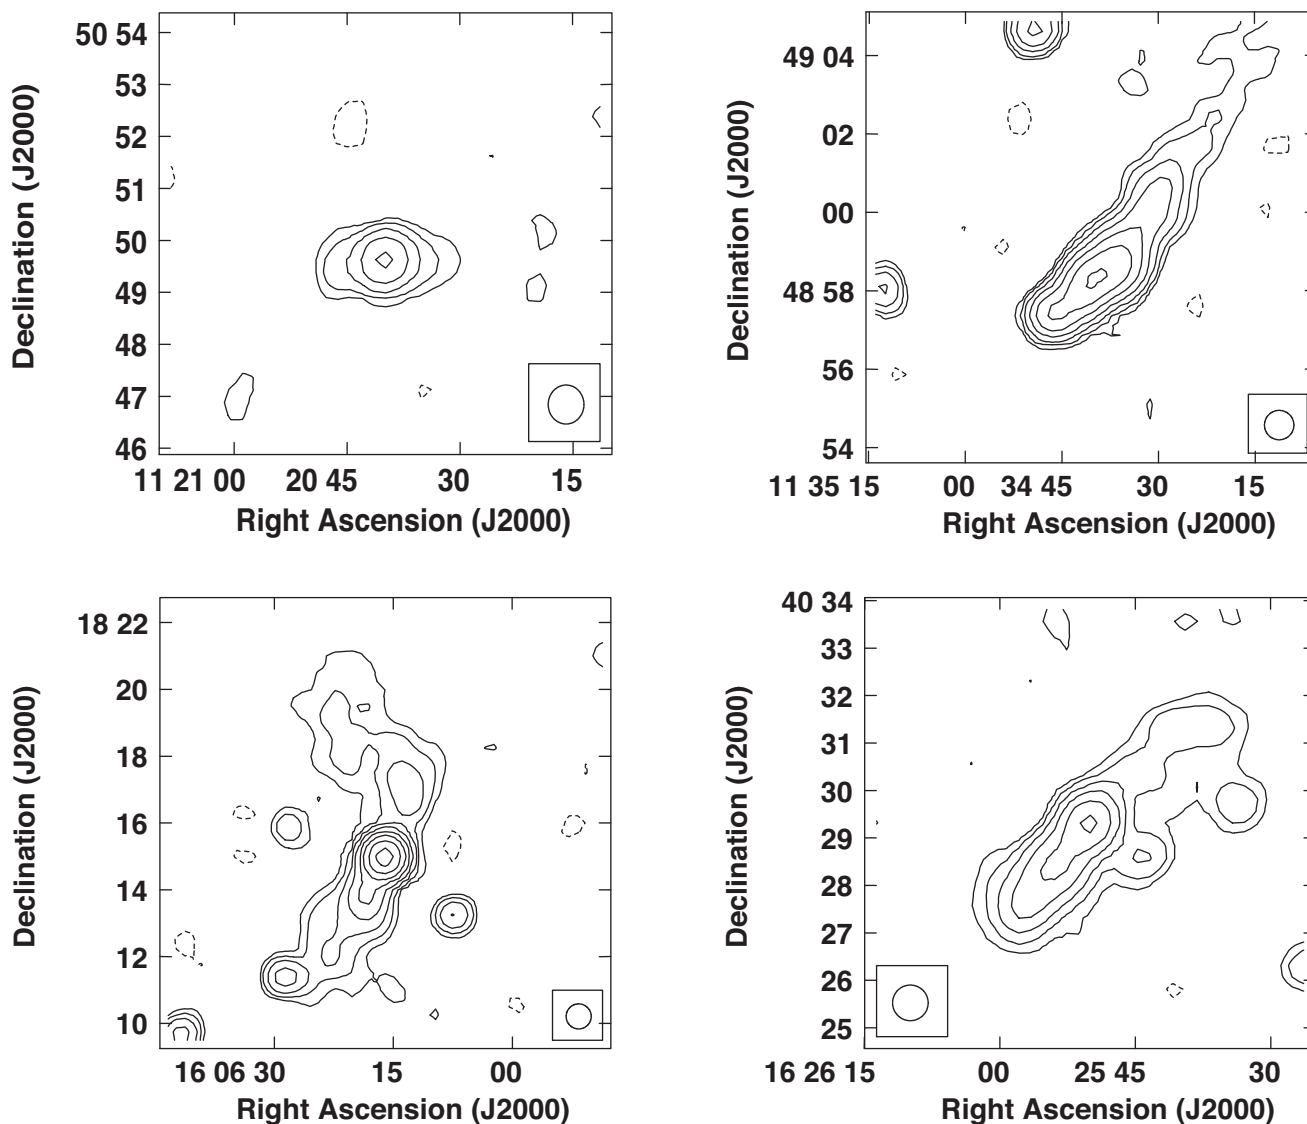 50 54
53
52
51
50
49
48
47
46
11 21 00 20 45 30 15
Right Ascension (J2000)
Declination (J2000)
49 04
02
00
48 58
56
54
11 35 15 00 34 45 30 15
Right Ascension (J2000)
Declination (J2000)
18 22
20
18
16
14
12
10
16 06 30 15 00
Right Ascension (J2000)
Declination (J2000)
40 34
33
32
31
30
29
28
27
26
25
16 26 15 00 25 45 30
Right Ascension (J2000)
Declination (J2000)